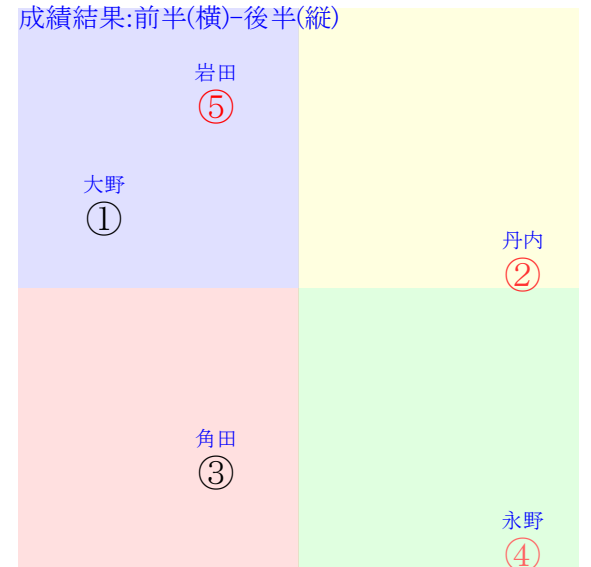 成績結果:前半(横)-後半(縦)
岩田
⑤
大野
①
丹内
②
角田
③
永野
④